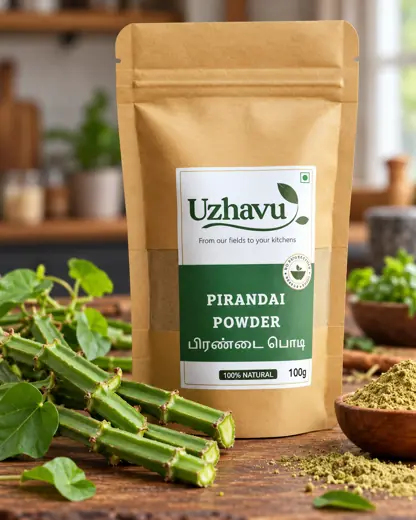 Uzhavu
From our fields to your kitchens
PIRANDAI
POWDER
பிரண்டை பொடி
100% NATURAL
100g